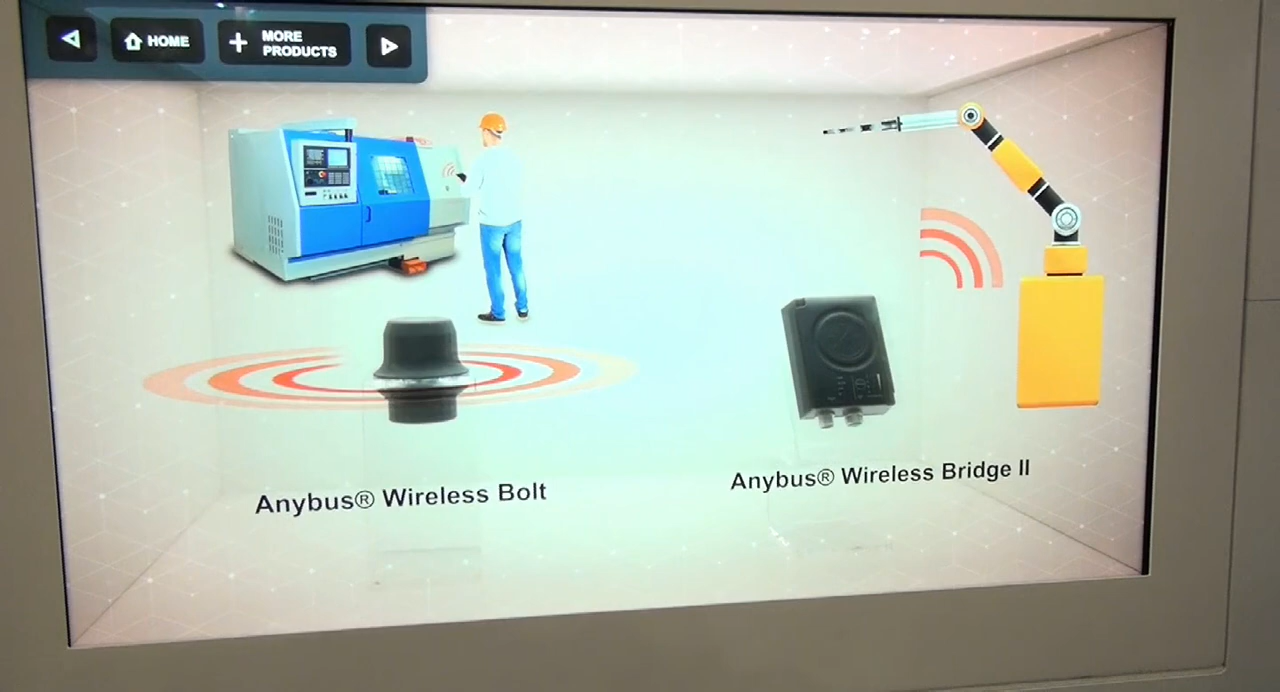 HOME
MORE
PRODUCTS
Anybus® Wireless Bolt
Anybus® Wireless Bridge II